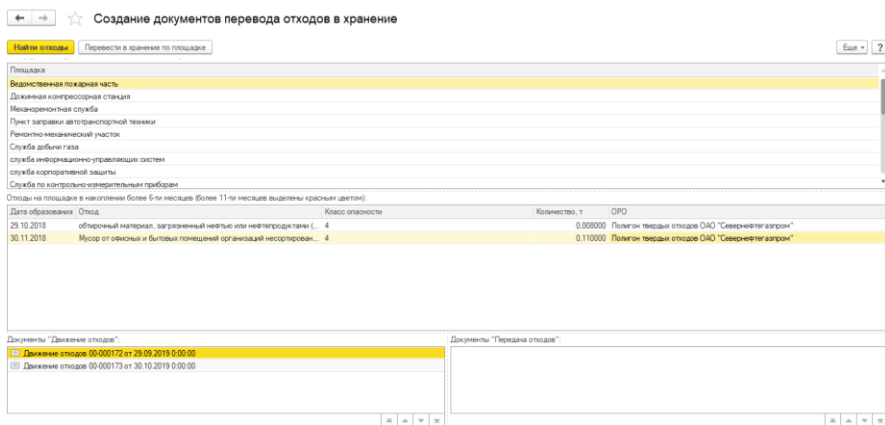 Создание документов перевода отходов в хранение
Найти отходы Перевести в хранение по площадке Еще ?
Площадка
Ведомственная пожарная часть
Дожимная компрессорная станция
Механоремонтная служба
Пункт заправки автотранспортной техники
Ремонтно-механический участок
Служба добычи газа
служба информационно-управляющих систем
служба корпоративной защиты
Служба по контрольно-измерительным приборам
Отходы на площадке в накоплении более 6-ти месяцев (более 11-ти месяцев выделены красным цветом):
Дата образования Отход Класс опасности Количество, т ОРО
29.10.2018 обтирочный материал, загрязненный нефтью или нефтепродуктами (... 4 0,008000 Полигон твердых отходов ОАО "Севернефтегазпром"
30.11.2018 Мусор от офисных и бытовых помещений организаций несортирован... 4 0,110000 Полигон твердых отходов ОАО "Севернефтегазпром"
Документы "Движение отходов": Документы "Передача отходов":
Движение отходов 00-000172 от 29.09.2019 0:00:00
Движение отходов 00-000173 от 30.10.2019 0:00:00